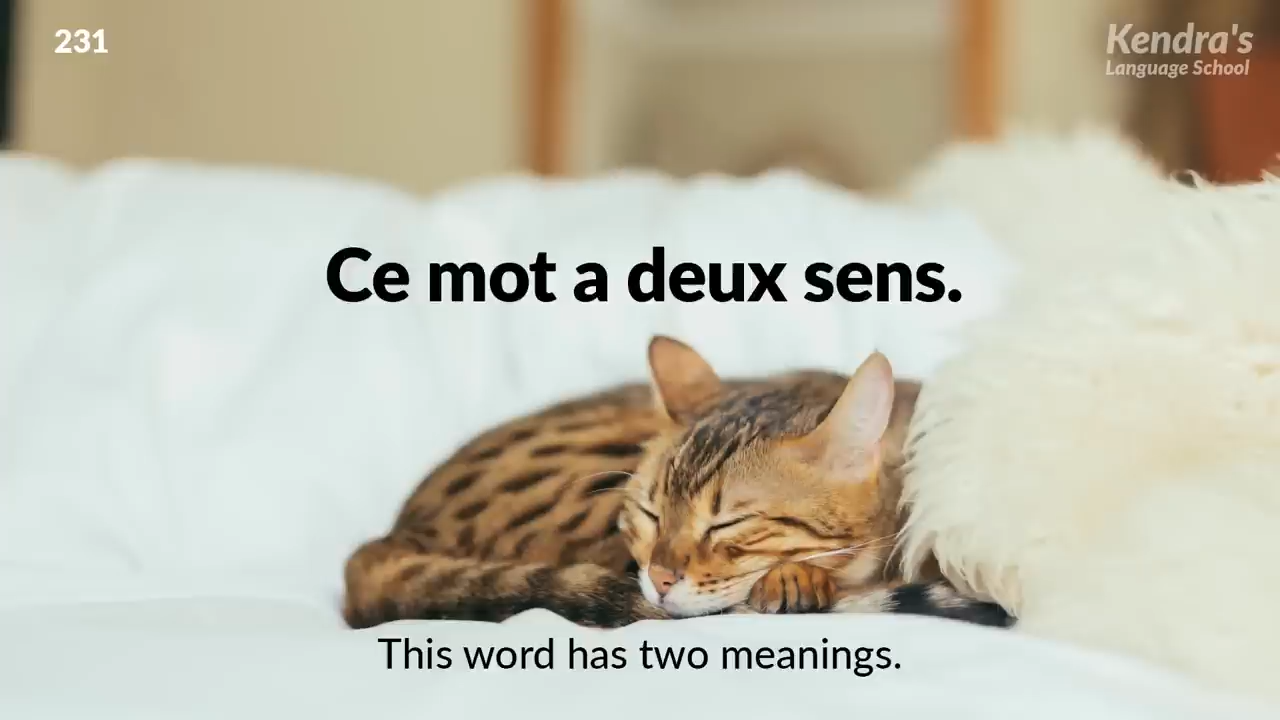 231
Kendra's
Language School
Ce mot a deux sens.
This word has two meanings.